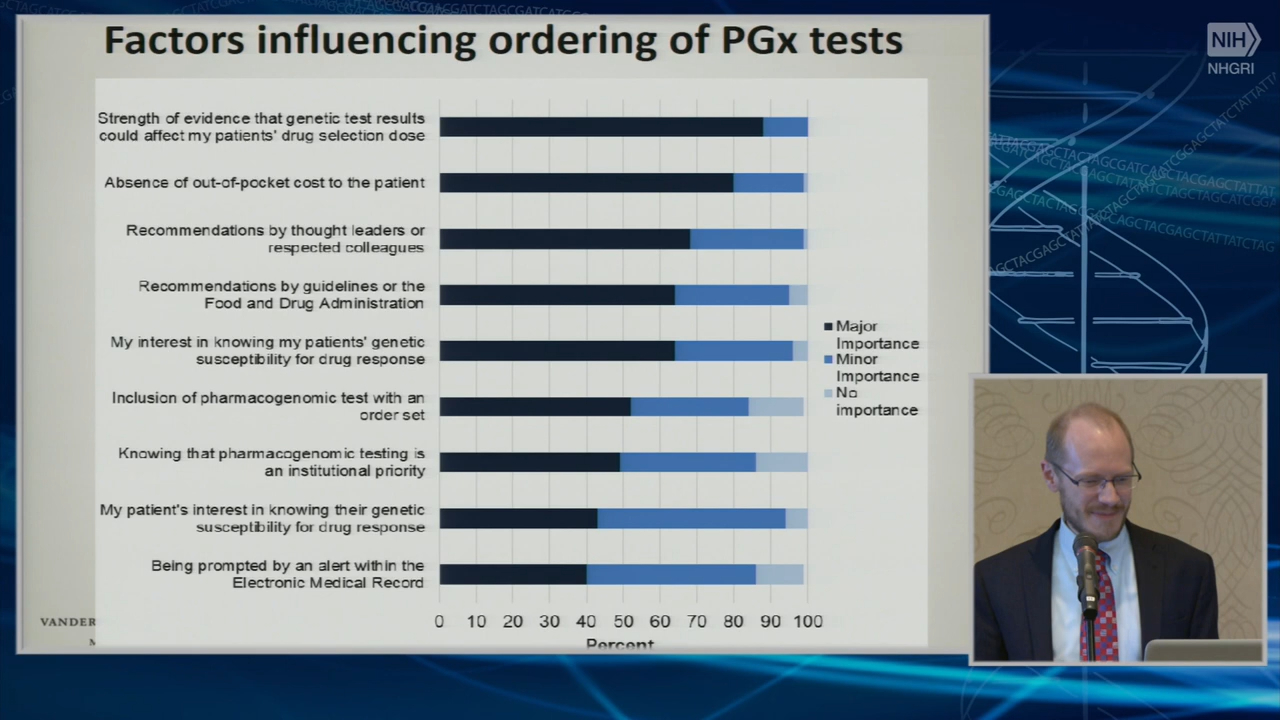 Factors influencing ordering of PGx tests
NIH
NHGRI
Strength of evidence that genetic test results
could affect my patients' drug selection dose
Absence of out-of-pocket cost to the patient
Recommendations by thought leaders or
respected colleagues
Recommendations by guidelines or the
Food and Drug Administration
My interest in knowing my patients' genetic
susceptibility for drug response
Inclusion of pharmacogenomic test with an
order set
Knowing that pharmacogenomic testing is
an institutional priority
My patient's interest in knowing their genetic
susceptibility for drug response
Being prompted by an alert within the
Electronic Medical Record
Major
Importance
Minor
Importance
No
importance
0 10 20 30 40 50 60 70 80 90 100
Percent
VANDER
M